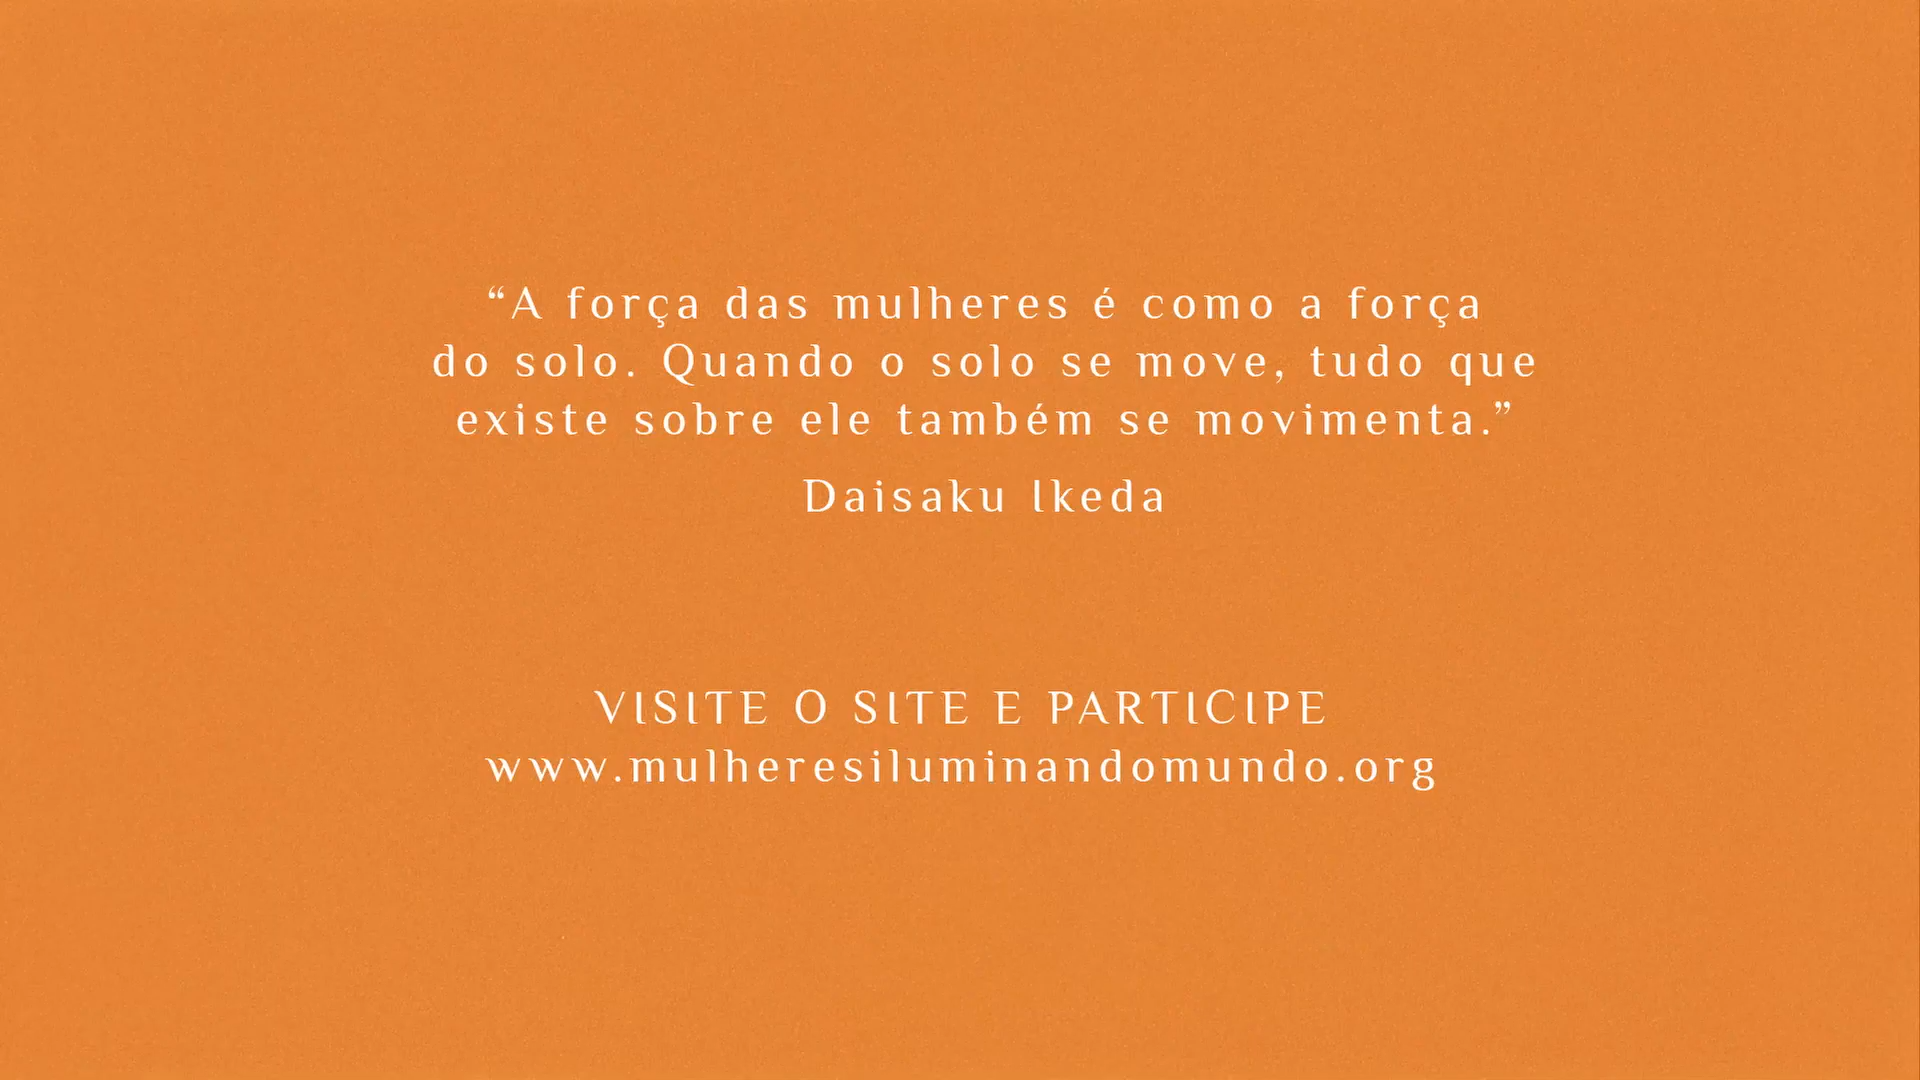 “A força das mulheres é como a força
do solo. Quando o solo se move, tudo que
existe sobre ele também se movimenta.”
Daisaku Ikeda
VISITE O SITE E PARTICIPE
www.mulheresiluminandomundo.org